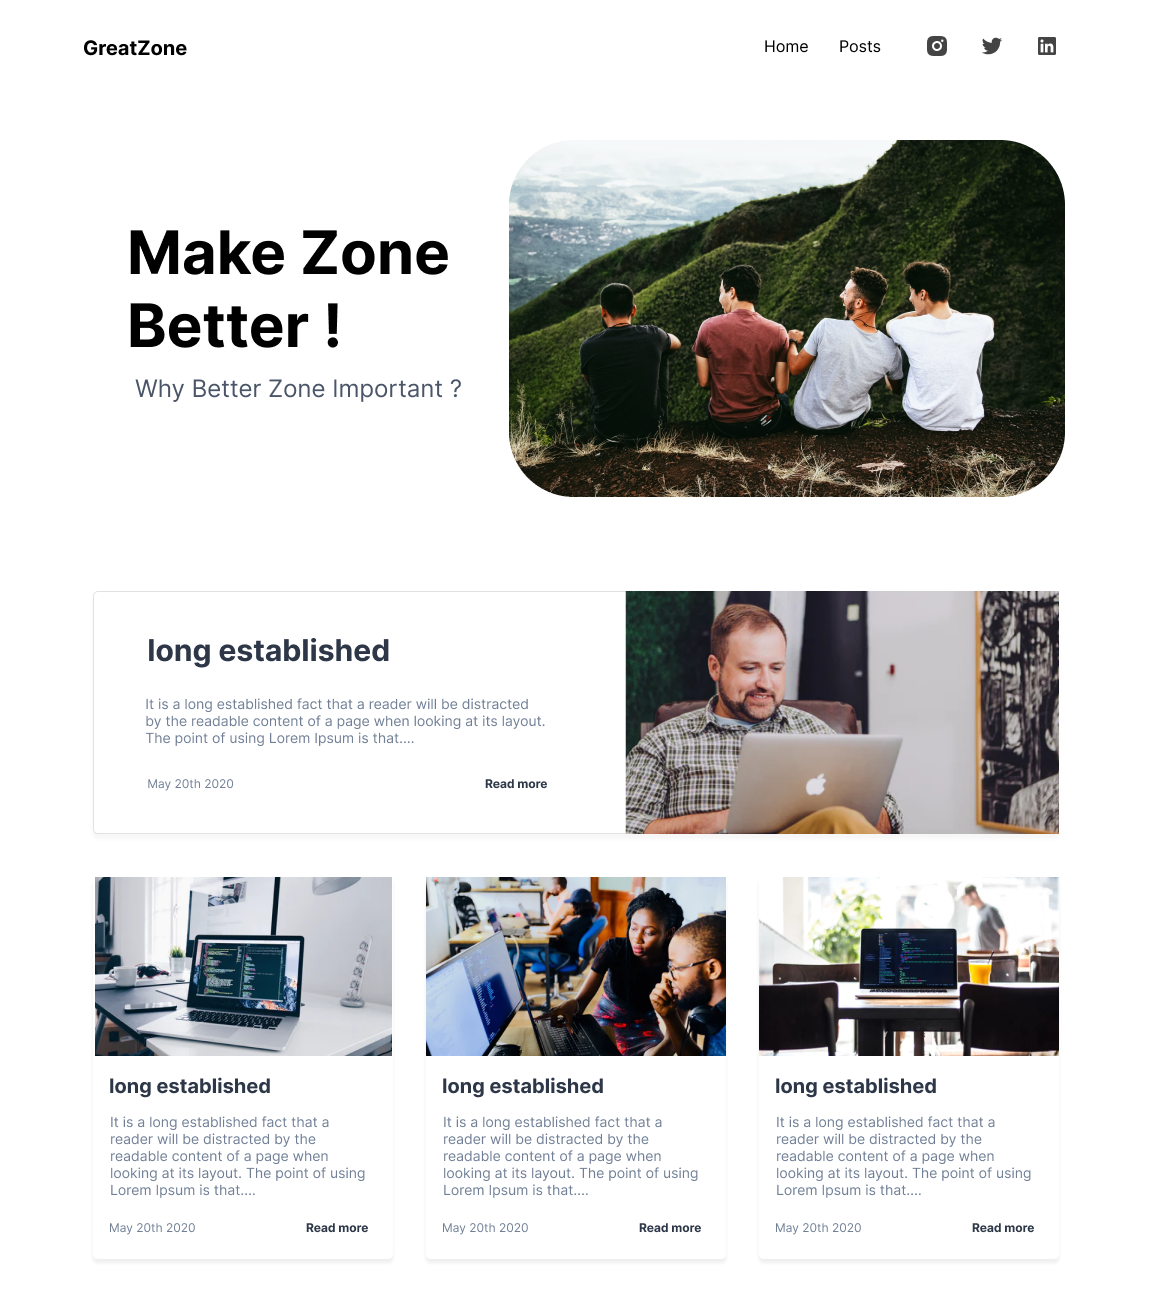 GreatZone
Home
Posts
Make Zone
Better !
Why Better Zone Important ?
long established
It is a long established fact that a reader will be distracted
by the readable content of a page when looking at its layout.
The point of using Lorem Ipsum is that....
May 20th 2020
Read more
long established
It is a long established fact that a
reader will be distracted by the
readable content of a page when
looking at its layout. The point of using
Lorem Ipsum is that....
May 20th 2020
Read more
long established
It is a long established fact that a
reader will be distracted by the
readable content of a page when
looking at its layout. The point of using
Lorem Ipsum is that....
May 20th 2020
Read more
long established
It is a long established fact that a
reader will be distracted by the
readable content of a page when
looking at its layout. The point of using
Lorem Ipsum is that....
May 20th 2020
Read more